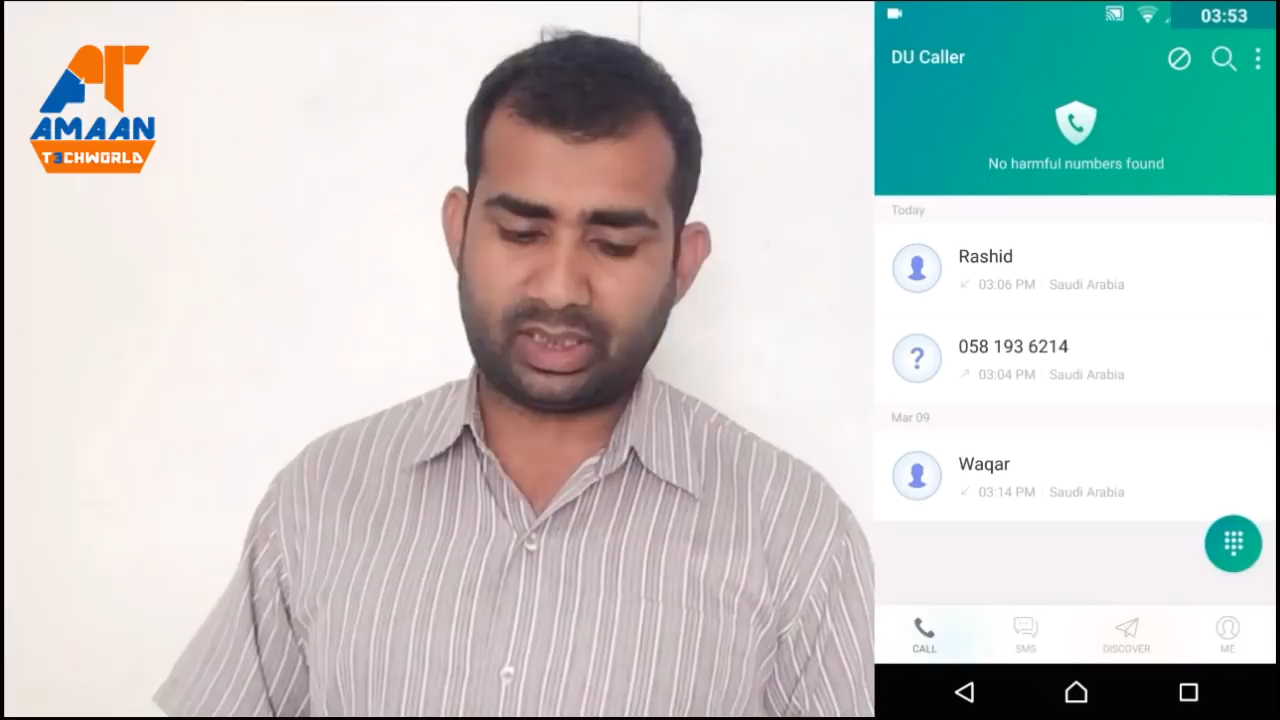 AT
AMAAN
T3CHWORLD
03:53
DU Caller
No harmful numbers found
Today
Rashid
03:06 PM Saudi Arabia
?
058 193 6214
03:04 PM Saudi Arabia
Mar 09
Waqar
03:14 PM Saudi Arabia
CALL
SMS
DISCOVER
ME